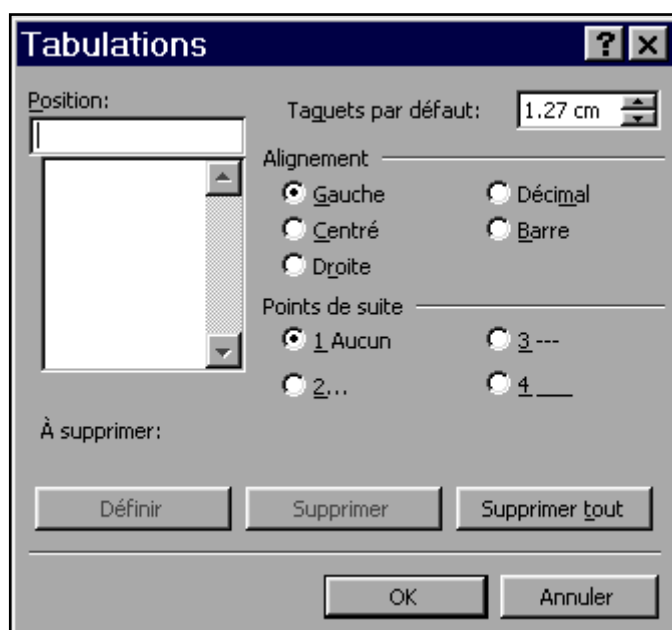 Tabulations ? ×
Position: Taquets par défaut: 1.27 cm
Alignement
Gauche Décimal
Centré Barre
Droite
Points de suite
1 Aucun 3 ---
2... 4 ___
À supprimer:
Définir Supprimer Supprimer tout
OK Annuler